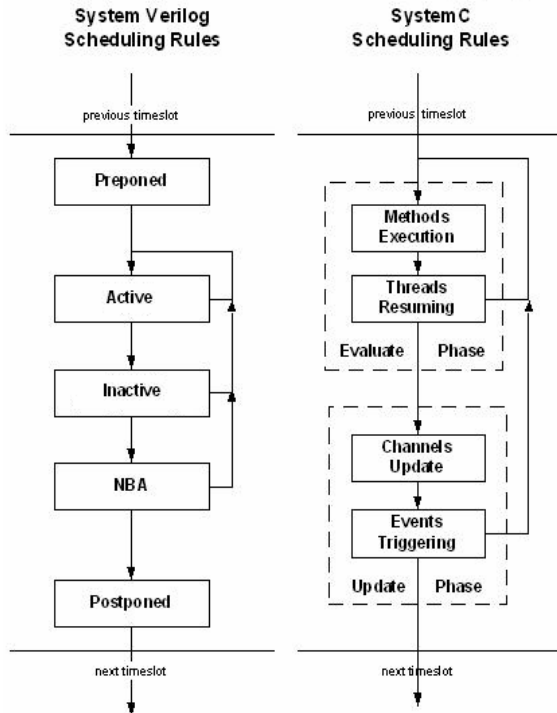 System Verilog
Scheduling Rules
previous timeslot
Preponed
Active
Inactive
NBA
Postponed
next timeslot
SystemC
Scheduling Rules
previous timeslot
Methods
Execution
Threads
Resuming
Evaluate Phase
Channels
Update
Events
Triggering
Update Phase
next timeslot